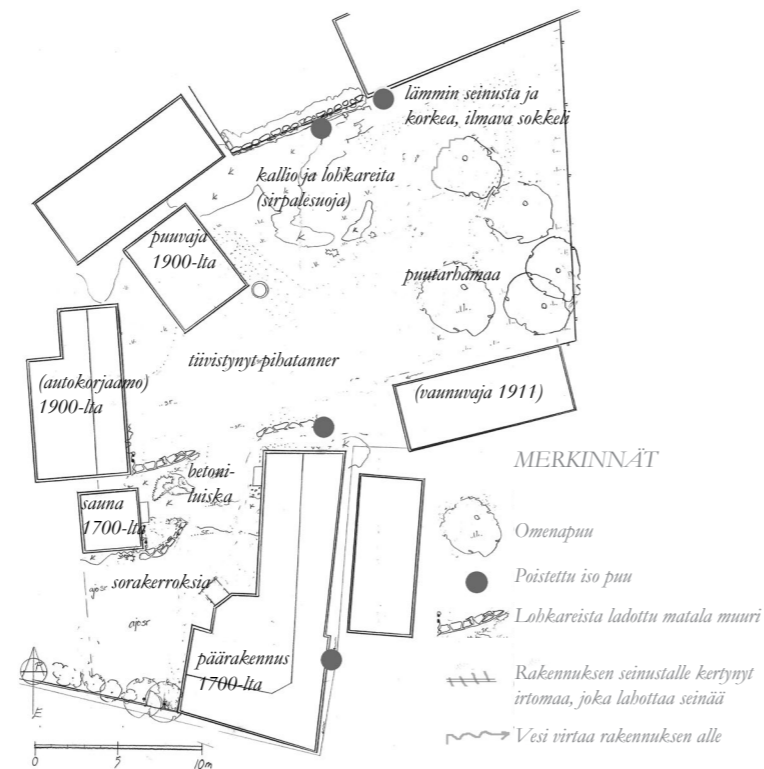 lämmin seinusta ja
korkea, ilmava sokkeli
kallio ja lohkareita
(sirpalesuoja)
puuvaja
1900-lta
puutarhamaa
tiivistynyt pihatanner
(autokorjaamo)
1900-lta
(vaunuvaja 1911)
betoni-
luiska
sauna
1700-lta
sorakerroksia
päärakennus
1700-lta
MERKINNÄT
Omenapuu
Poistettu iso puu
Lohkareista ladottu matala muuri
Rakennuksen seinustalle kertynyt
irtomaa, joka lahottaa seinää
Vesi virtaa rakennuksen alle
E
0 5 10m